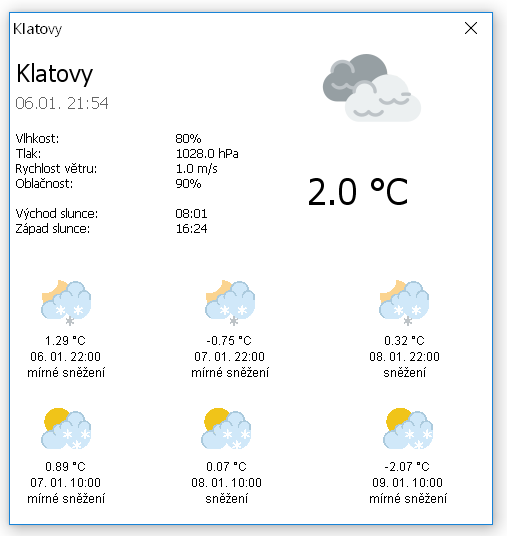 Klatovy
Klatovy
06.01. 21:54
Vlhkost: 80%
Tlak: 1028.0 hPa
Rychlost větru: 1.0 m/s
Oblačnost: 90%
2.0 °C
Východ slunce: 08:01
Západ slunce: 16:24
1.29 °C -0.75 °C 0.32 °C
06. 01. 22:00 07. 01. 22:00 08. 01. 22:00
mírné sněžení mírné sněžení sněžení
0.89 °C 0.07 °C -2.07 °C
07. 01. 10:00 08. 01. 10:00 09. 01. 10:00
mírné sněžení sněžení mírné sněžení